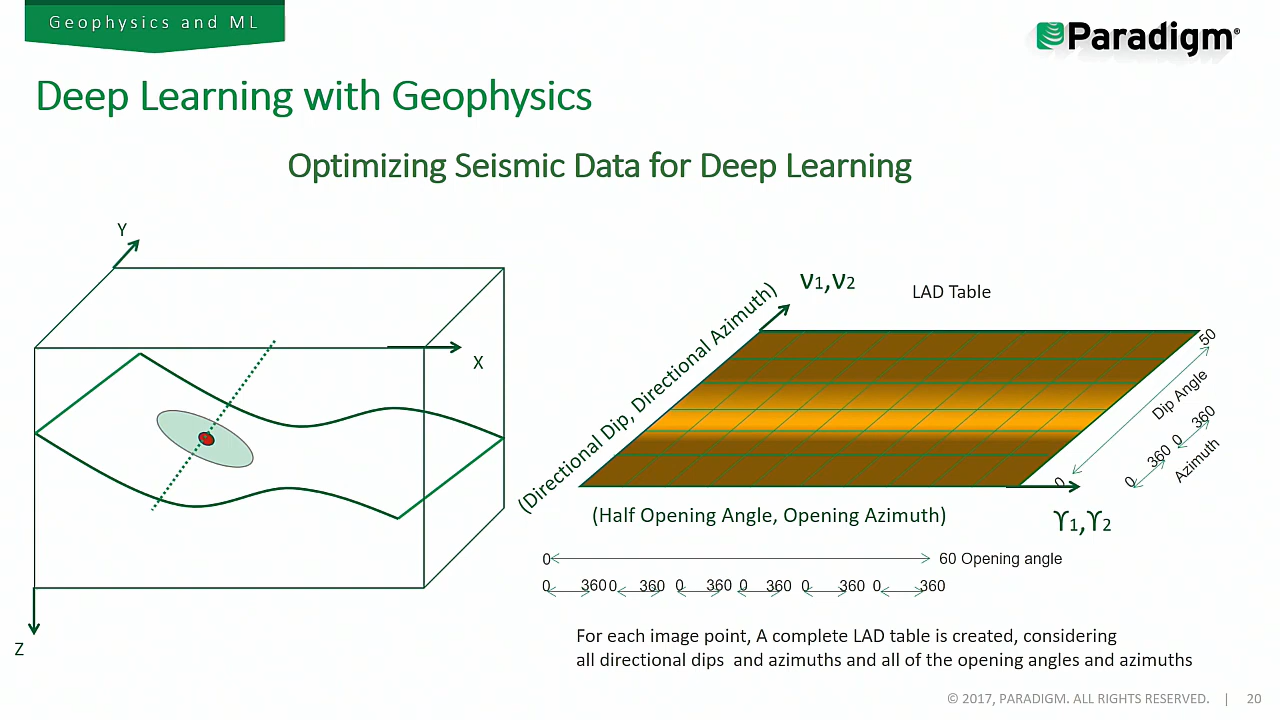 Geophysics and ML
Paradigm®
Deep Learning with Geophysics
Optimizing Seismic Data for Deep Learning
Y
X
Z
ν1,ν2
LAD Table
(Directional Dip, Directional Azimuth)
50
Dip Angle
0
0 360 0 360
Azimuth
(Half Opening Angle, Opening Azimuth)
ϒ1,ϒ2
0 60 Opening angle
0 360 0 360 0 360 0 360 0 360 0 360
For each image point, A complete LAD table is created, considering
all directional dips and azimuths and all of the opening angles and azimuths
© 2017, PARADIGM. ALL RIGHTS RESERVED. | 20